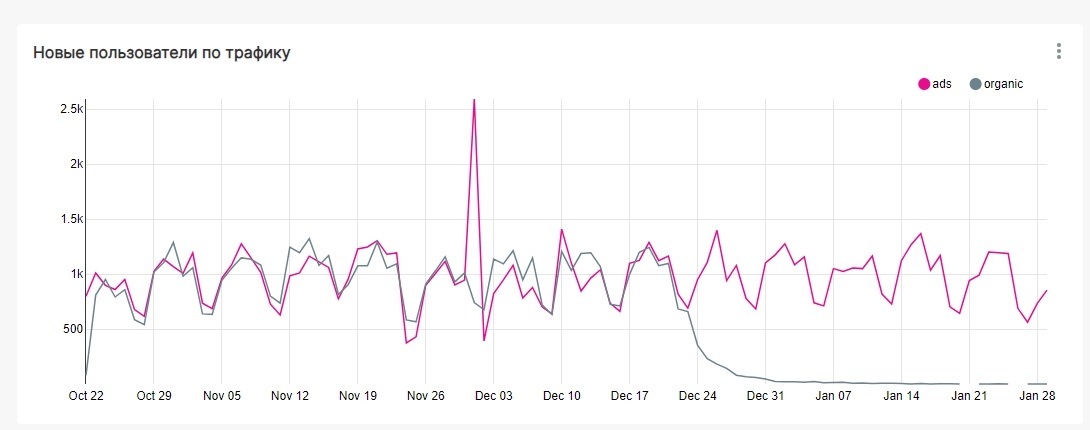 Новые пользователи по трафику
ads organic
2.5k
2k
1.5k
1k
500
Oct 22 Oct 29 Nov 05 Nov 12 Nov 19 Nov 26 Dec 03 Dec 10 Dec 17 Dec 24 Dec 31 Jan 07 Jan 14 Jan 21 Jan 28